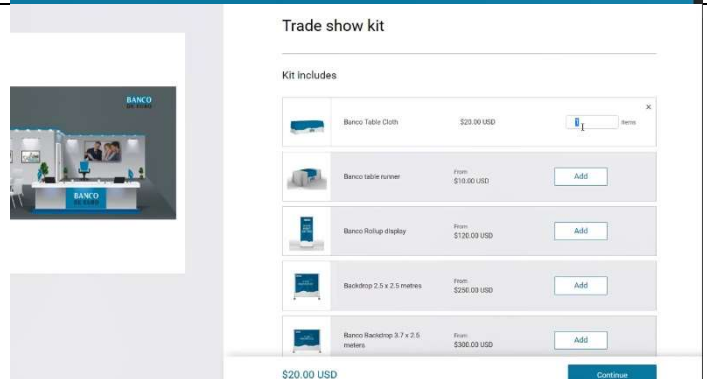 Trade show kit
Kit includes
BANCO
BANCO
Banco Table Cloth
$20.00 USD
1
items
Banco table runner
From
$10.00 USD
Add
Banco Rollup display
From
$120.00 USD
Add
Backdrop 2.5 x 2.5 metres
From
$250.00 USD
Add
Banco Backdrop 3.7 x 2.5
meters
From
$300.00 USD
Add
$20.00 USD
Continue